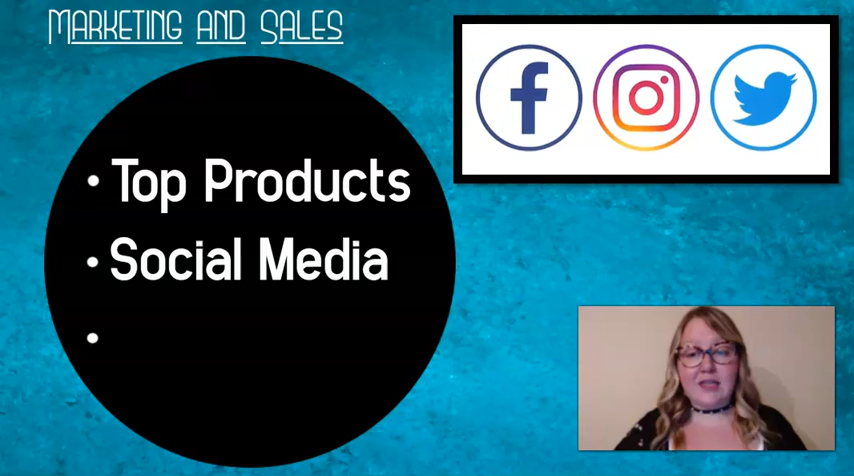 Marketing and Sales
• Top Products
• Social Media
•